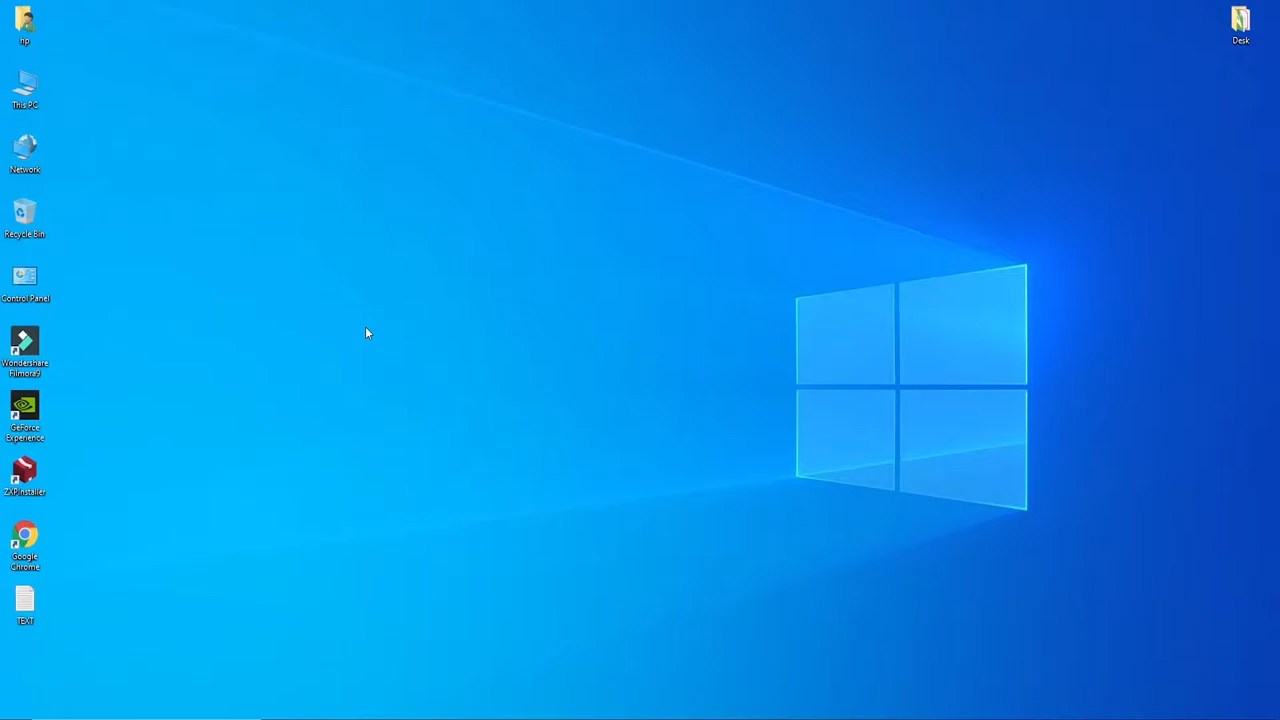 hp
Desk
This PC
Network
Recycle Bin
Control Panel
Wondershare
Filmora9
GeForce
Experience
ZXPInstaller
Google
Chrome
TEXT